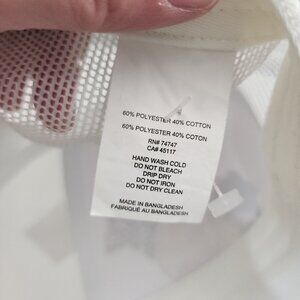 60% POLYESTER 40% COTTON
60% POLYESTER 40% COTON
RN# 74747
CA# 45117
HAND WASH COLD
DO NOT BLEACH
DRIP DRY
DO NOT IRON
DO NOT DRY CLEAN
MADE IN BANGLADESH
FABRIQUÉ AU BANGLADESH